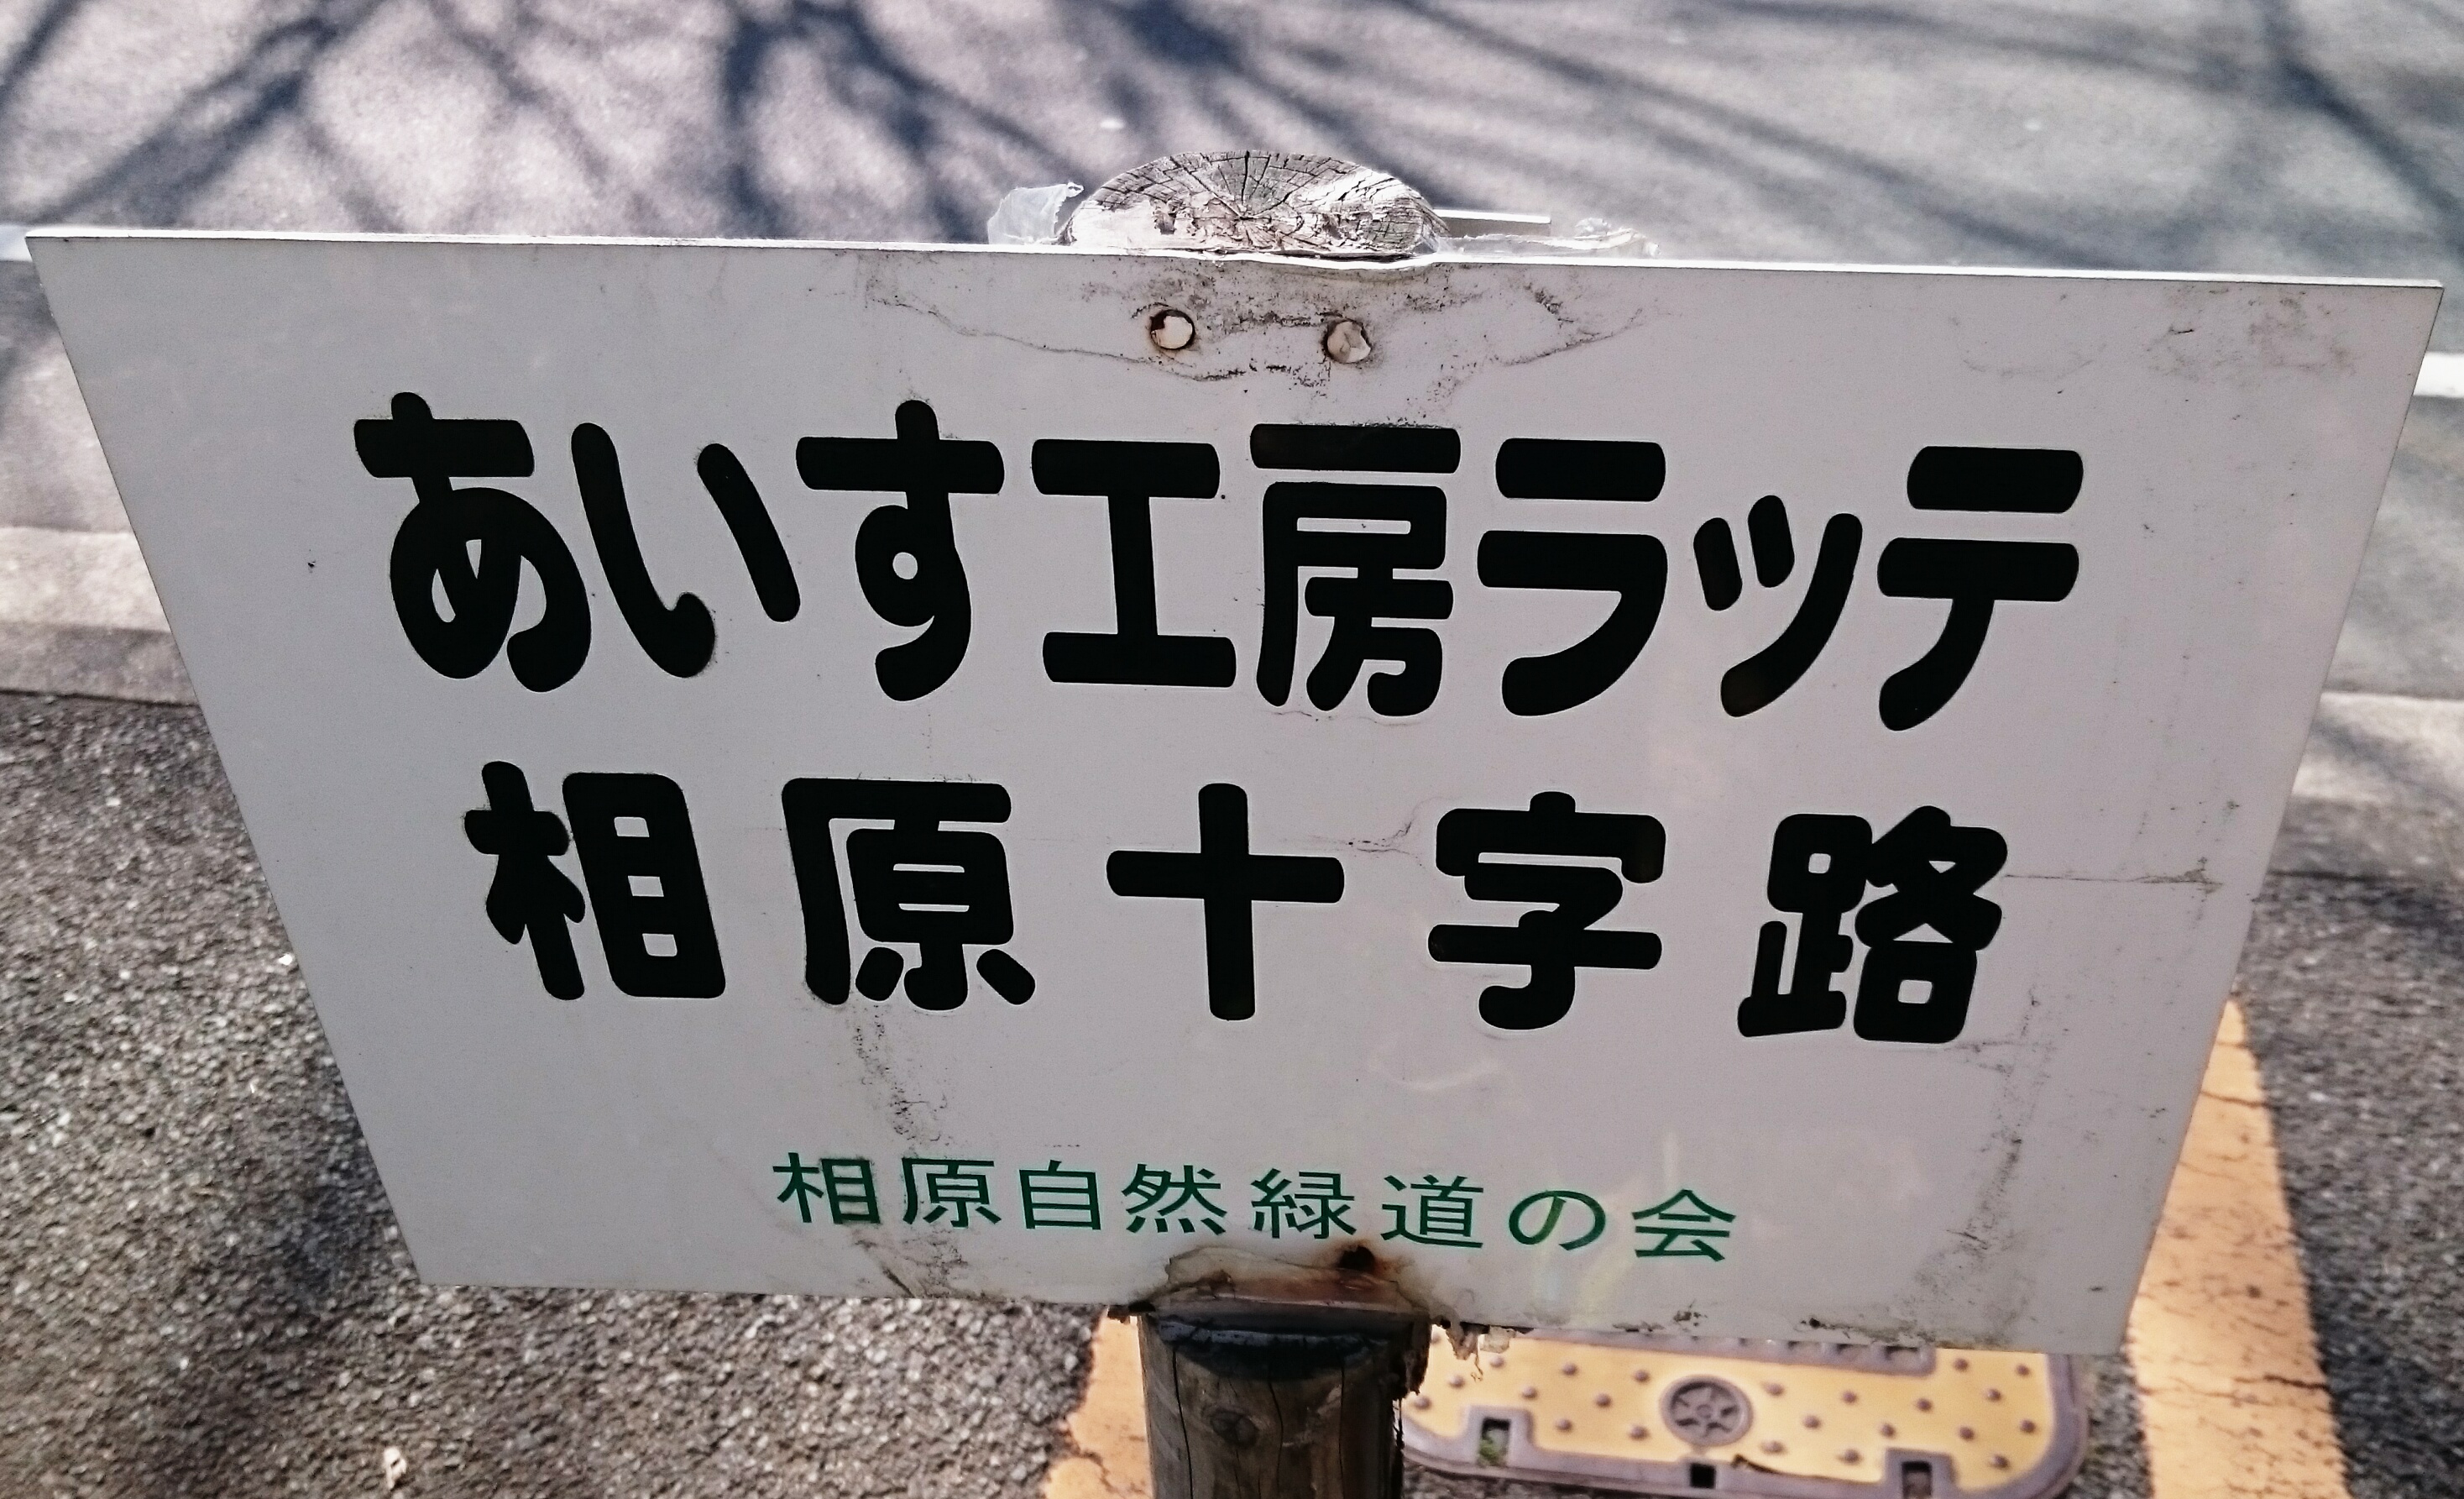 あいす工房ラッテ
相原十字路
相原自然緑道の会